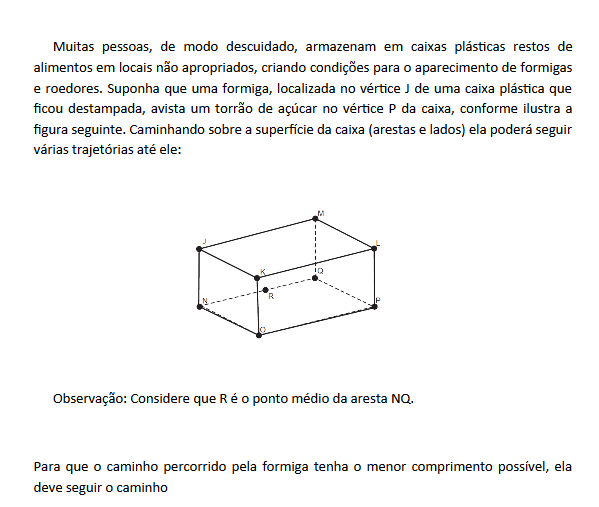 Muitas pessoas, de modo descuidado, armazenam em caixas plásticas restos de
alimentos em locais não apropriados, criando condições para o aparecimento de formigas
e roedores. Suponha que uma formiga, localizada no vértice J de uma caixa plástica que
ficou destampada, avista um torrão de açúcar no vértice P da caixa, conforme ilustra a
figura seguinte. Caminhando sobre a superfície da caixa (arestas e lados) ela poderá seguir
várias trajetórias até ele:
M
J
L
K
Q
R
N
P
O
Observação: Considere que R é o ponto médio da aresta NQ.
Para que o caminho percorrido pela formiga tenha o menor comprimento possível, ela
deve seguir o caminho